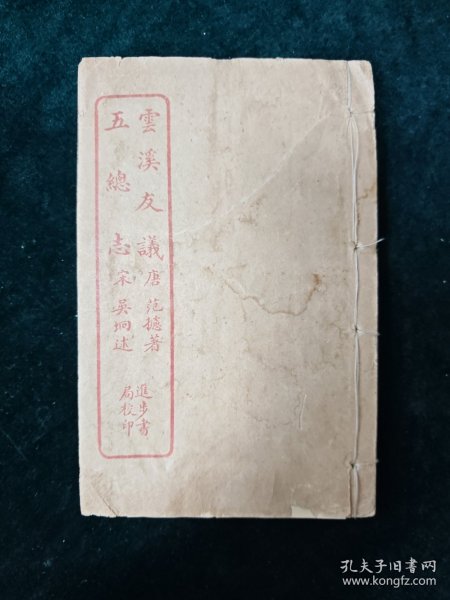 雲溪友議 唐 范攄著
五總志 宋 吳坰述
進步書
局校印
孔夫子旧书网
www.kongfz.com